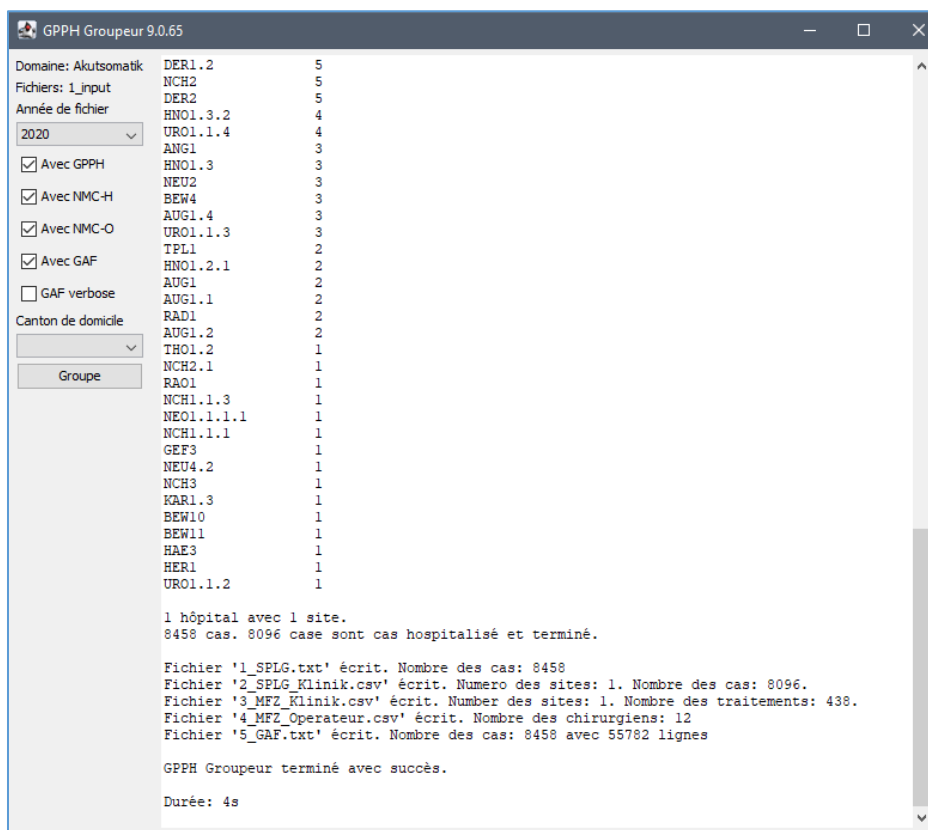 GPPH Groupeur 9.0.65
Domaine: Akutsomatik
Fichiers: 1_input
Année de fichier
2020
Avec GPPH
Avec NMC-H
Avec NMC-O
Avec GAF
GAF verbose
Canton de domicile
Groupe
DER1.2 5
NCH2 5
DER2 5
HNO1.3.2 4
URO1.1.4 4
ANG1 3
HNO1.3 3
NEU2 3
BEW4 3
AUG1.4 3
URO1.1.3 3
TPL1 2
HNO1.2.1 2
AUG1 2
AUG1.1 2
RAD1 2
AUG1.2 2
THO1.2 1
NCH2.1 1
RAO1 1
NCH1.1.3 1
NEO1.1.1.1 1
NCH1.1.1 1
GEF3 1
NEU4.2 1
NCH3 1
KAR1.3 1
BEW10 1
BEW11 1
HAE3 1
HER1 1
URO1.1.2 1
1 hôpital avec 1 site.
8458 cas. 8096 case sont cas hospitalisé et terminé.
Fichier '1_SPLG.txt' écrit. Nombre des cas: 8458
Fichier '2_SPLG_Klinik.csv' écrit. Numero des sites: 1. Nombre des cas: 8096.
Fichier '3_MFZ_Klinik.csv' écrit. Number des sites: 1. Nombre des traitements: 438.
Fichier '4_MFZ_Operateur.csv' écrit. Nombre des chirurgiens: 12
Fichier '5_GAF.txt' écrit. Nombre des cas: 8458 avec 55782 lignes
GPPH Groupeur terminé avec succès.
Durée: 4s